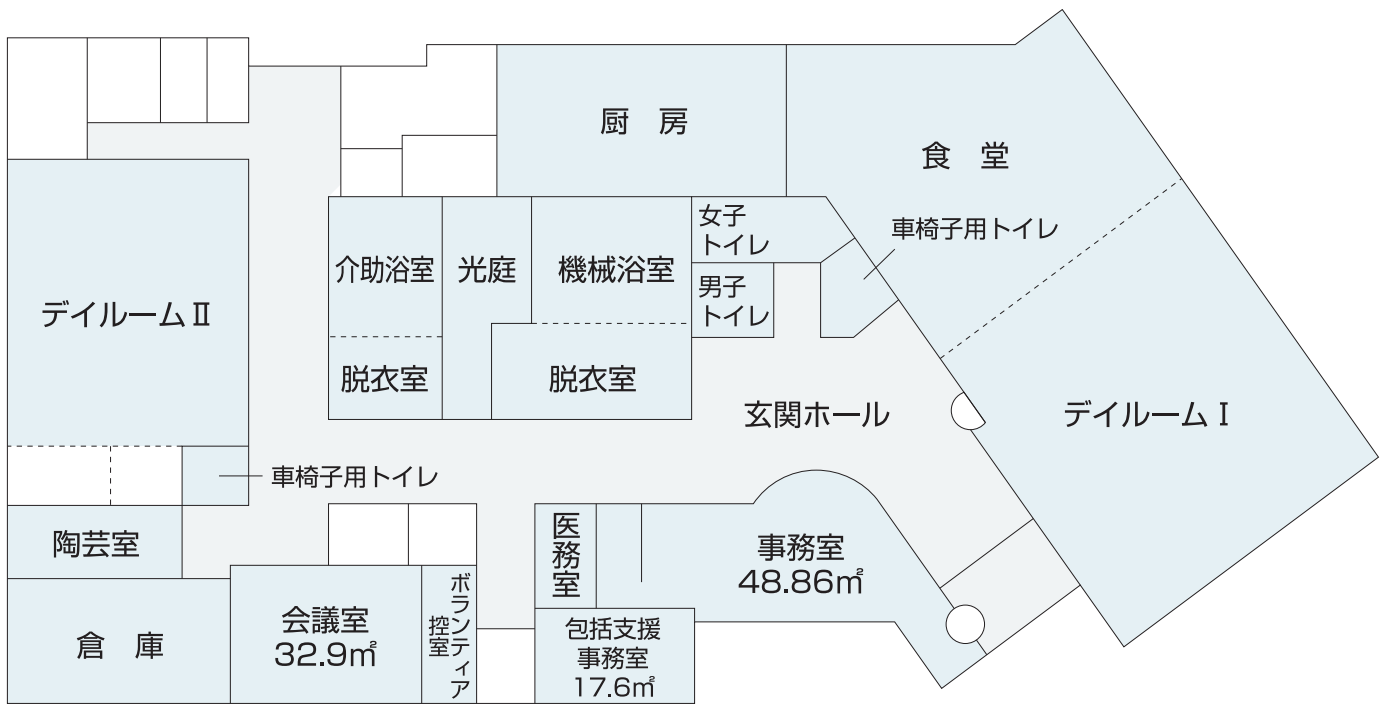 厨　房
食　堂
女子
トイレ
車椅子用トイレ
介助浴室
光庭
機械浴室
男子
トイレ
デイルームⅡ
脱衣室
脱衣室
玄関ホール
デイルームⅠ
車椅子用トイレ
陶芸室
医務室
事務室
48.86㎡
倉　庫
会議室
32.9㎡
ボランティア
控室
包括支援
事務室
17.6㎡